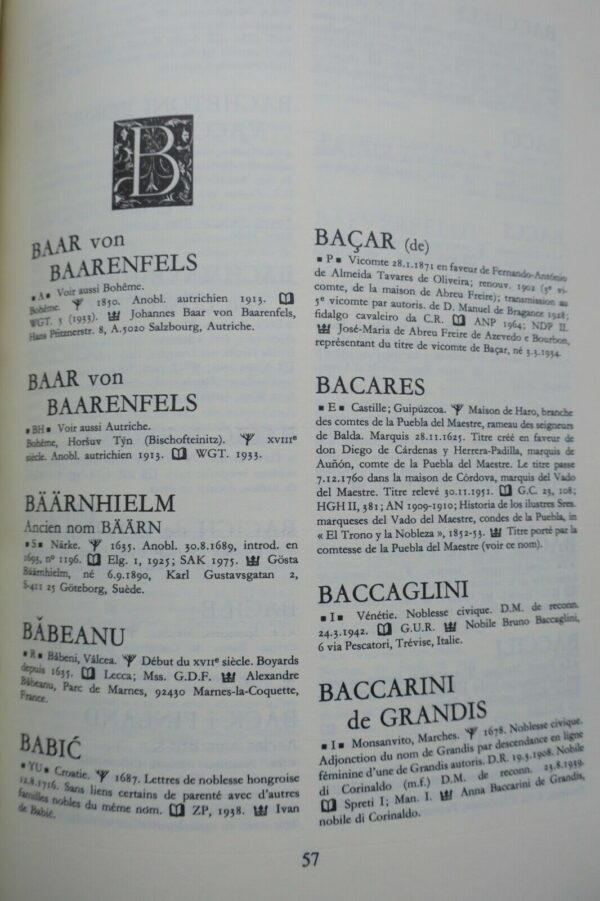 B
BAAR von
BAARENFELS
▪ A ▪ Voir aussi Bohême.
Bohême. 1830. Anobl. autrichien 1913.
WGT. 5 (1933). Johannes Baar von Baarenfels,
Hans Pfitznerstr. 8, A.5020 Salzbourg, Autriche.
BAAR von
BAARENFELS
▪ BH ▪ Voir aussi Autriche.
Bohême, Horšuv Týn (Bischofteinitz). XVIIIe
siècle. Anobl. autrichien 1913. WGT. 1933.
BÄÄRNHIELM
Ancien nom BÄÄRN
▪ S ▪ Närke. 1635. Anobl. 30.8.1689, introd. en
1693, nº 1196. Elg. 1, 1925; SAK 1975. Gösta
Bäärnhielm, né 6.9.1890, Karl Gustavsgatan 2,
S-411 25 Göteborg, Suède.
BĂBEANU
▪ R ▪ Băbeni, Vâlcea. Début du XVIIe siècle. Boyards
depuis 1635. Lecca; Mss. G.D.F. Alexandre
Băbeanu, Parc de Marnes, 92430 Marnes-la-Coquette,
France.
BABIĆ
▪ YU ▪ Croatie. 1687. Lettres de noblesse hongroise
12.8.1716. Sans liens certains de parenté avec d'autres
familles nobles du même nom. ZP, 1938. Ivan
de Babić.
BAÇAR (de)
▪ P ▪ Vicomte 28.1.1871 en faveur de Fernando-António
de Almeida Tavares de Oliveira; renouv. 1902 (3e vi-
comte, de la maison de Abreu Freire); transmission au
5e vicomte par autoris. de D. Manuel de Bragance 1928;
fidalgo cavaleiro da C.R. ANP 1964; NDP II.
José-Maria de Abreu Freire de Azevedo e Bourbon,
représentant du titre de vicomte de Baçar, né 3.3.1934.
BACARES
▪ E ▪ Castille; Guipúzcoa. Maison de Haro, branche
des comtes de la Puebla del Maestre, rameau des seigneurs
de Balda. Marquis 28.11.1625. Titre créé en faveur de
don Diego de Cárdenas y Herrera-Padilla, marquis de
Auñón, comte de la Puebla del Maestre. Le titre passe
7.12.1760 dans la maison de Córdova, marquis del Vado
del Maestre. Titre relevé 30.11.1951. G.C. 23, 108;
HGH II, 381; AN 1909-1910; Historia de los ilustres Sres.
marqueses del Vado del Maestre, condes de la Puebla, in
« El Trono y la Nobleza », 1852-53. Titre porté par la
comtesse de la Puebla del Maestre (voir ce nom).
BACCAGLINI
▪ I ▪ Vénétie. Noblesse civique. D.M. de reconn.
24.3.1942. G.U.R. Nobile Bruno Baccaglini,
6 via Pescatori, Trévise, Italie.
BACCARINI
de GRANDIS
▪ I ▪ Monsanvito, Marches. 1678. Noblesse civique.
Adjonction du nom de Grandis par descendance en ligne
féminine d'une de Grandis autoris. D.R. 19.5.1908. Nobile
di Corinaldo (m.f.) D.M. de reconn. 23.8.1939.
Spreti I; Man. I. Anna Baccarini de Grandis,
nobile di Corinaldo.
57